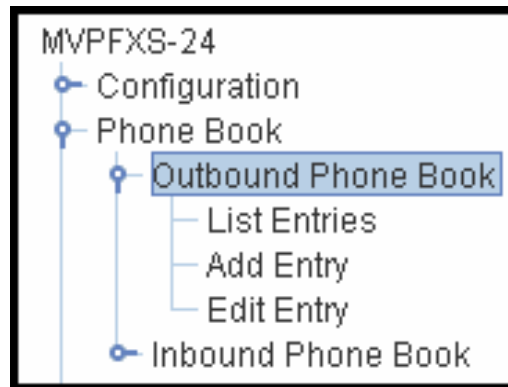 MVPFXS-24
Configuration
Phone Book
Outbound Phone Book
List Entries
Add Entry
Edit Entry
Inbound Phone Book